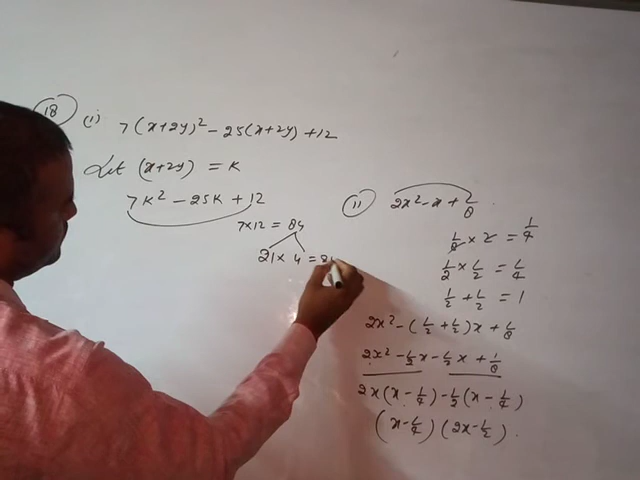 18 (i) 7(x+2y)² - 25(x+2y) + 12
Let (x+2y) = K
7K² - 25K + 12
7×12 = 84
21 × 4 = 84
11 2x² - x + 1/8
1/8 × 2 = 1/4
1/2 × 1/2 = 1/4
1/2 + 1/2 = 1
2x² - (1/2 + 1/2)x + 1/8
2x² - 1/2x - 1/2x + 1/8
2x(x - 1/4) - 1/2(x - 1/4)
(x - 1/4) (2x - 1/2).